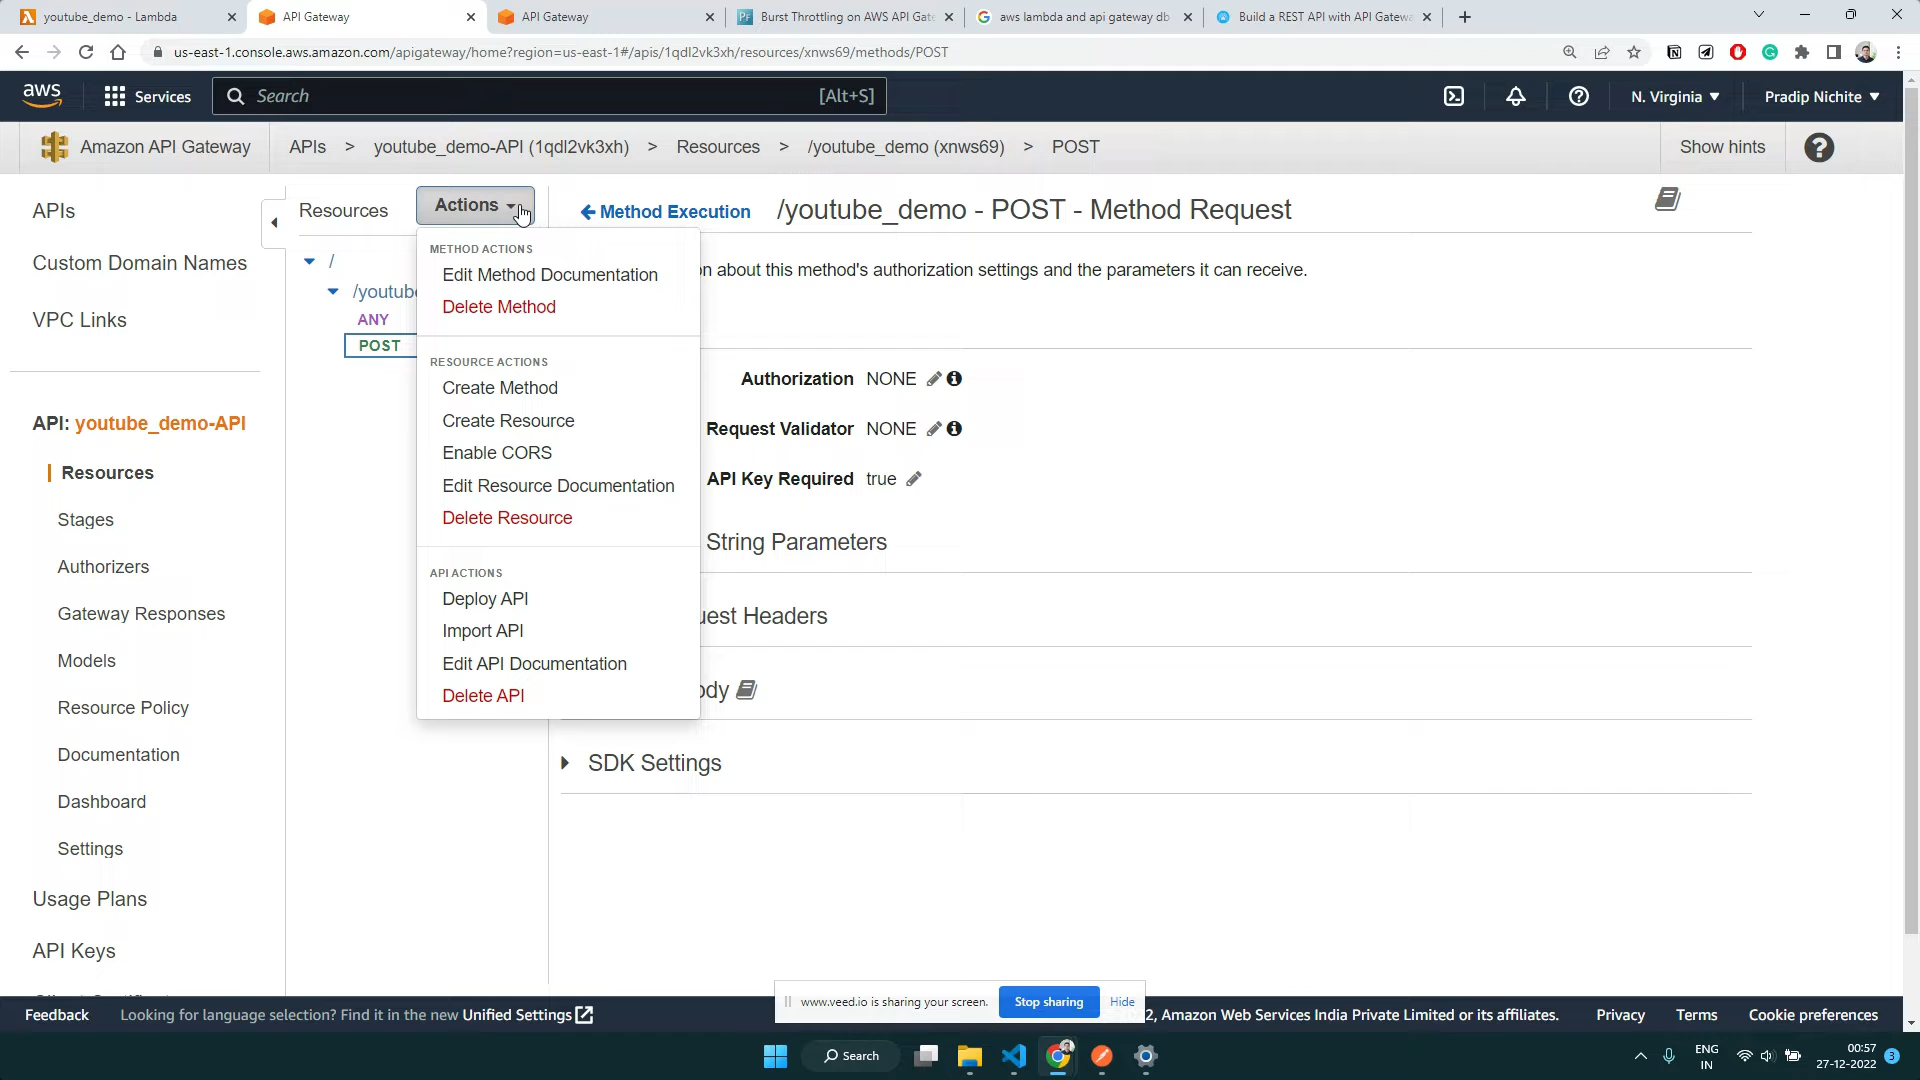 youtube_demo - Lambda
API Gateway
API Gateway
Burst Throttling on AWS API Gate
aws lambda and api gateway db
Build a REST API with API Gatewa
us-east-1.console.aws.amazon.com/apigateway/home?region=us-east-1#/apis/1qdl2vk3xh/resources/xnws69/methods/POST
aws
Services
Search
[Alt+S]
N. Virginia
Pradip Nichite
Amazon API Gateway
APIs > youtube_demo-API (1qdl2vk3xh) > Resources > /youtube_demo (xnws69) > POST
Show hints
APIs
Custom Domain Names
VPC Links
API: youtube_demo-API
Resources
Stages
Authorizers
Gateway Responses
Models
Resource Policy
Documentation
Dashboard
Settings
Usage Plans
API Keys
Resources
Actions
/
/youtube
ANY
POST
METHOD ACTIONS
Edit Method Documentation
Delete Method
RESOURCE ACTIONS
Create Method
Create Resource
Enable CORS
Edit Resource Documentation
Delete Resource
API ACTIONS
Deploy API
Import API
Edit API Documentation
Delete API
Method Execution
/youtube_demo - POST - Method Request
n about this method's authorization settings and the parameters it can receive.
Authorization NONE
Request Validator NONE
API Key Required true
String Parameters
uest Headers
ody
SDK Settings
www.veed.io is sharing your screen.
Stop sharing
Hide
Feedback
Looking for language selection? Find it in the new Unified Settings
2, Amazon Web Services India Private Limited or its affiliates.
Privacy
Terms
Cookie preferences
Search
ENG
IN
00:57
27-12-2022
3